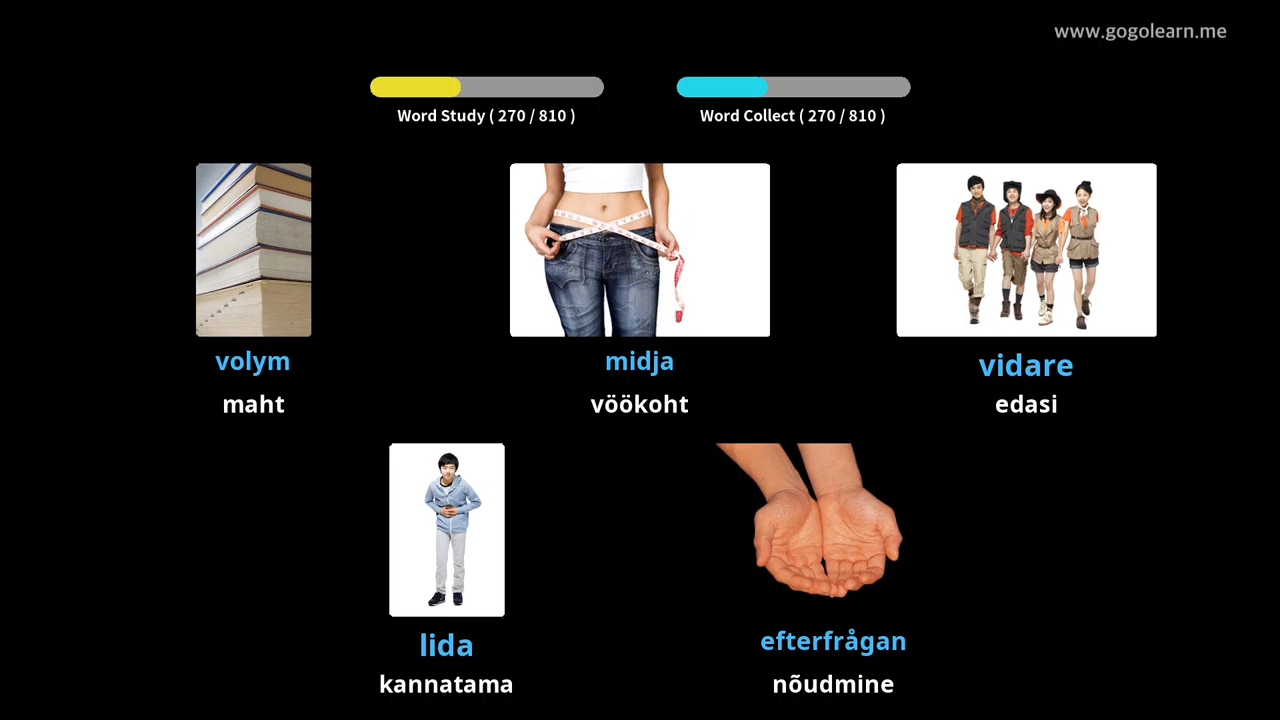 www.gogolearn.me
Word Study ( 270 / 810 )
Word Collect ( 270 / 810 )
volym
midja
vidare
maht
vöökoht
edasi
lida
efterfrågan
kannatama
nõudmine